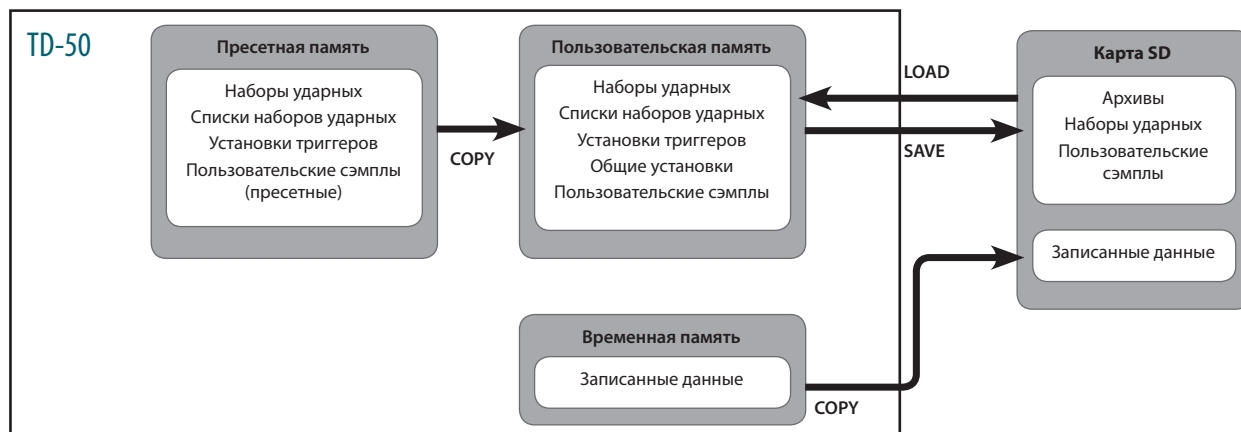 TD-50
Пресетная память
Наборы ударных
Списки наборов ударных
Установки триггеров
Пользовательские сэмплы
(пресетные)
COPY
Пользовательская память
Наборы ударных
Списки наборов ударных
Установки триггеров
Общие установки
Пользовательские сэмплы
LOAD
SAVE
Карта SD
Архивы
Наборы ударных
Пользовательские
сэмплы
Записанные данные
Временная память
Записанные данные
COPY